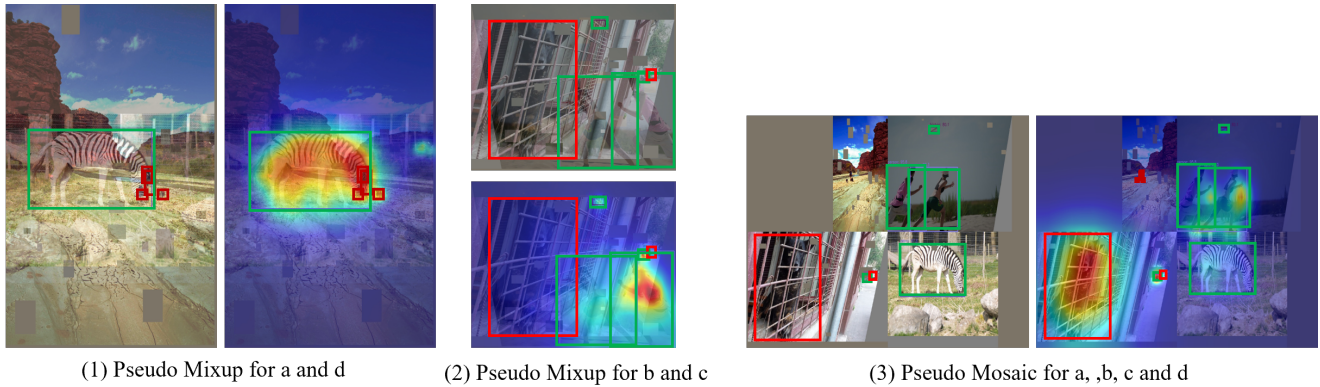 (1) Pseudo Mixup for a and d
(2) Pseudo Mixup for b and c
(3) Pseudo Mosaic for a, ,b, c and d